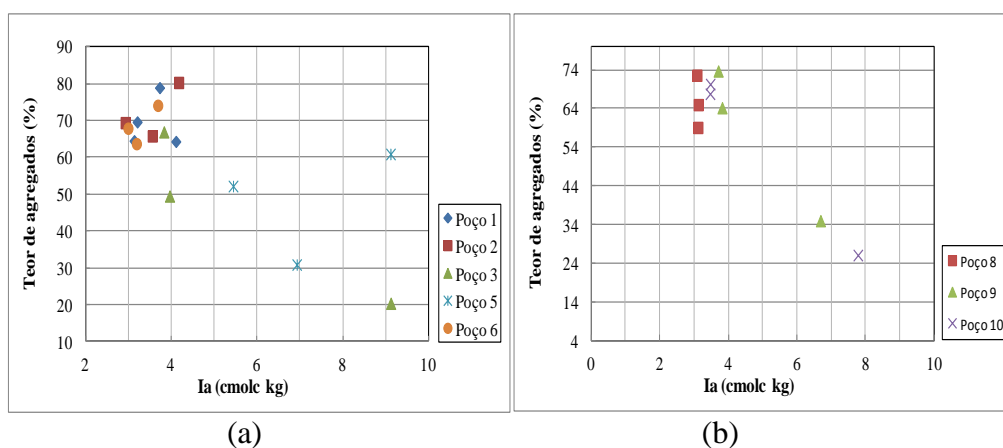 (a)
Teor de agregados (%)
90
80
70
60
50
40
30
20
10
2 4 6 8 10
Ia (cmolc kg)
Poço 1
Poço 2
Poço 3
Poço 5
Poço 6
(b)
Teor de agregados (%)
74
64
54
44
34
24
14
4
0 2 4 6 8 10
Ia (cmolc kg)
Poço 8
Poço 9
Poço 10
(a) (b)